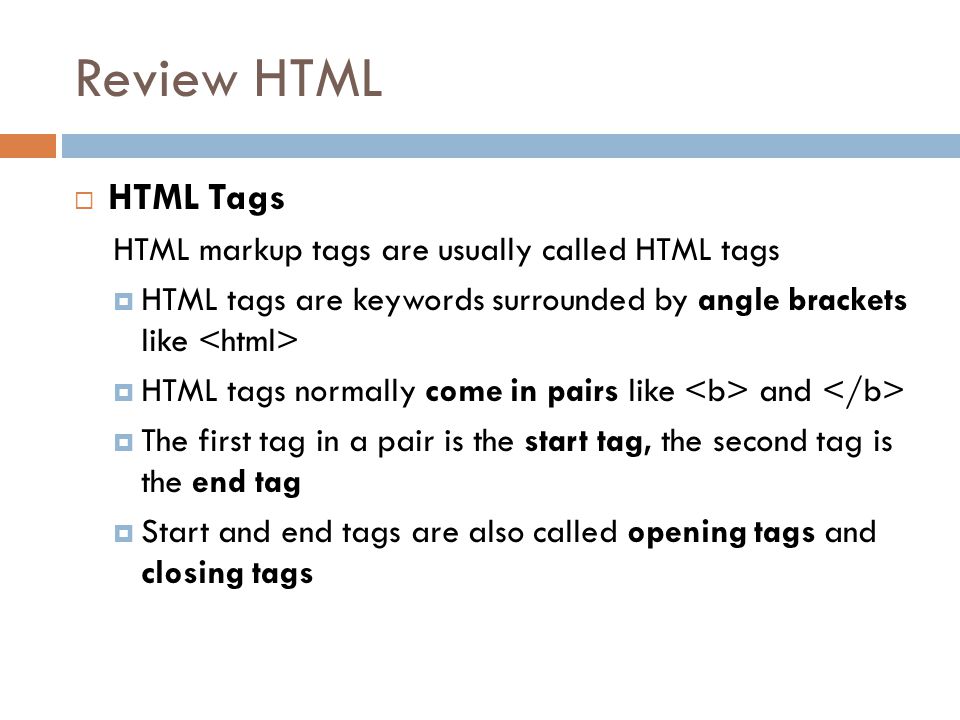 Review HTML
HTML Tags
HTML markup tags are usually called HTML tags
HTML tags are keywords surrounded by angle brackets
like <html>
HTML tags normally come in pairs like <b> and </b>
The first tag in a pair is the start tag, the second tag is
the end tag
Start and end tags are also called opening tags and
closing tags